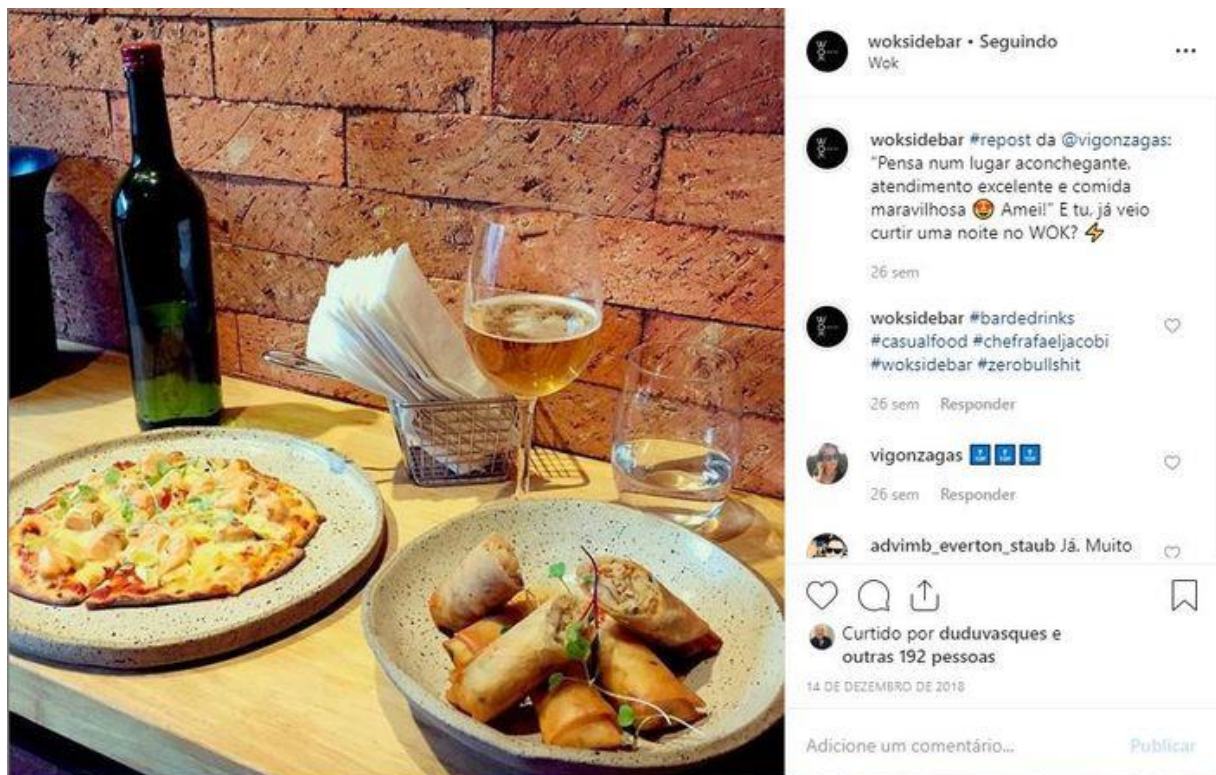 woksidebar • Seguindo
Wok
woksidebar #repost da @vigonzagas:
"Pensa num lugar aconchegante,
atendimento excelente e comida
maravilhosa 🤩 Amei!" E tu, já veio
curtir uma noite no WOK? ⚡
26 sem
woksidebar #bardedrinks
#casualfood #chefrafaeljacobi
#woksidebar #zerobullshit
26 sem Responder
vigonzagas 🔝🔝🔝
26 sem Responder
advimb_everton_staub Já. Muito
Curtido por duduvasques e
outras 192 pessoas
14 DE DEZEMBRO DE 2018
Adicione um comentário... Publicar